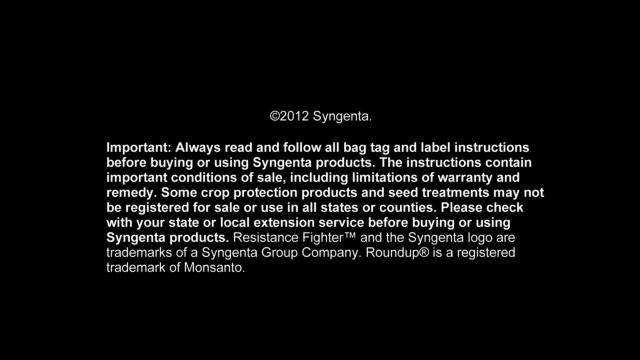 ©2012 Syngenta.
Important: Always read and follow all bag tag and label instructions
before buying or using Syngenta products. The instructions contain
important conditions of sale, including limitations of warranty and
remedy. Some crop protection products and seed treatments may not
be registered for sale or use in all states or counties. Please check
with your state or local extension service before buying or using
Syngenta products. Resistance Fighter™ and the Syngenta logo are
trademarks of a Syngenta Group Company. Roundup® is a registered
trademark of Monsanto.